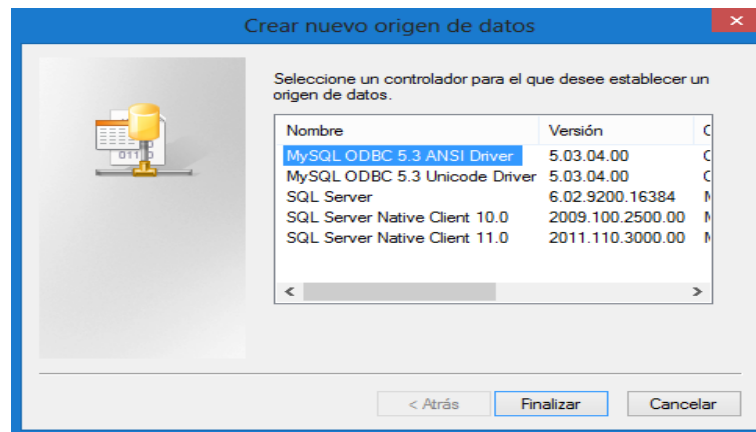 Crear nuevo origen de datos
Seleccione un controlador para el que desee establecer un
origen de datos.
Nombre Versión C
MySQL ODBC 5.3 ANSI Driver 5.03.04.00 C
MySQL ODBC 5.3 Unicode Driver 5.03.04.00 C
SQL Server 6.02.9200.16384
SQL Server Native Client 10.0 2009.100.2500.00
SQL Server Native Client 11.0 2011.110.3000.00
< Atrás Finalizar Cancelar